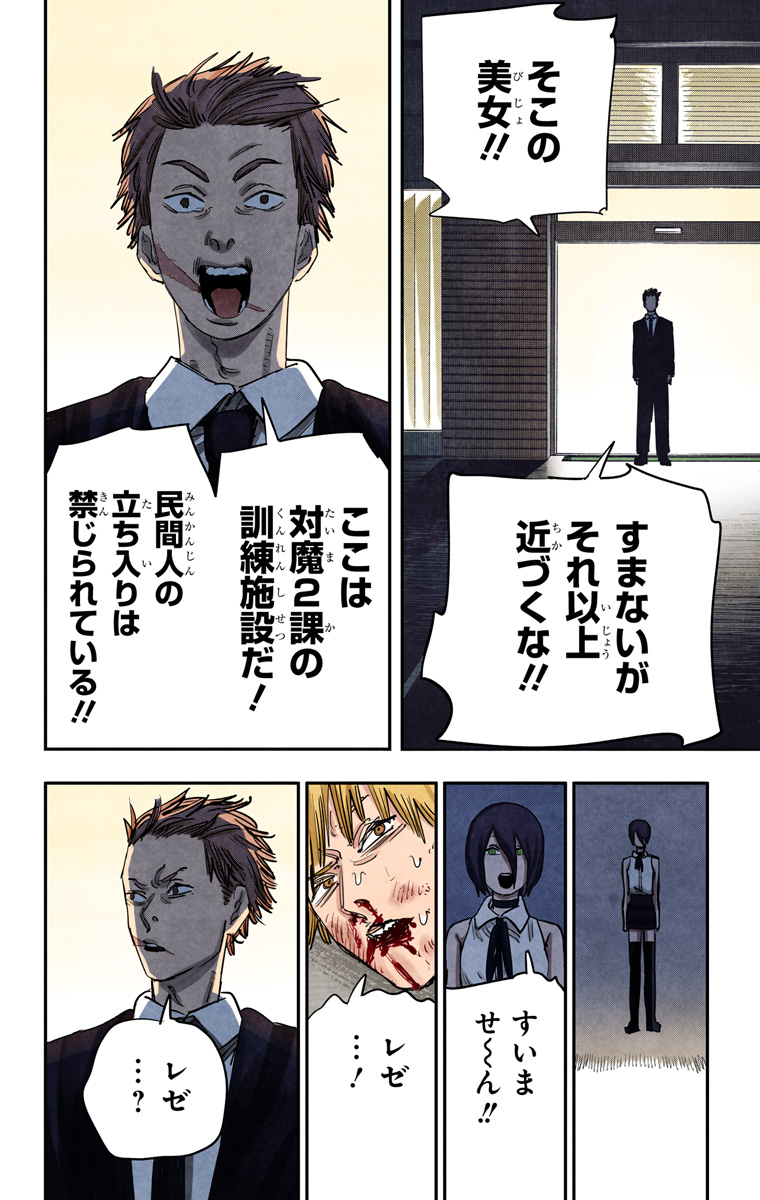 そこの
美女!!
すまないが
それ以上
近づくな!!
ここは
対魔2課の
訓練施設だ!
民間人の
立ち入りは
禁じられている!!
すいま
せ〜ん!!
レゼ
…!
レゼ
…?